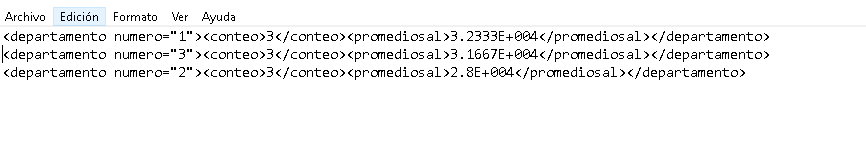 Archivo Edición Formato Ver Ayuda
<departamento numero="1"><conteo>3</conteo><promediosal>3.2333E+004</promediosal></departamento>
<departamento numero="3"><conteo>3</conteo><promediosal>3.1667E+004</promediosal></departamento>
<departamento numero="2"><conteo>3</conteo><promediosal>2.8E+004</promediosal></departamento>